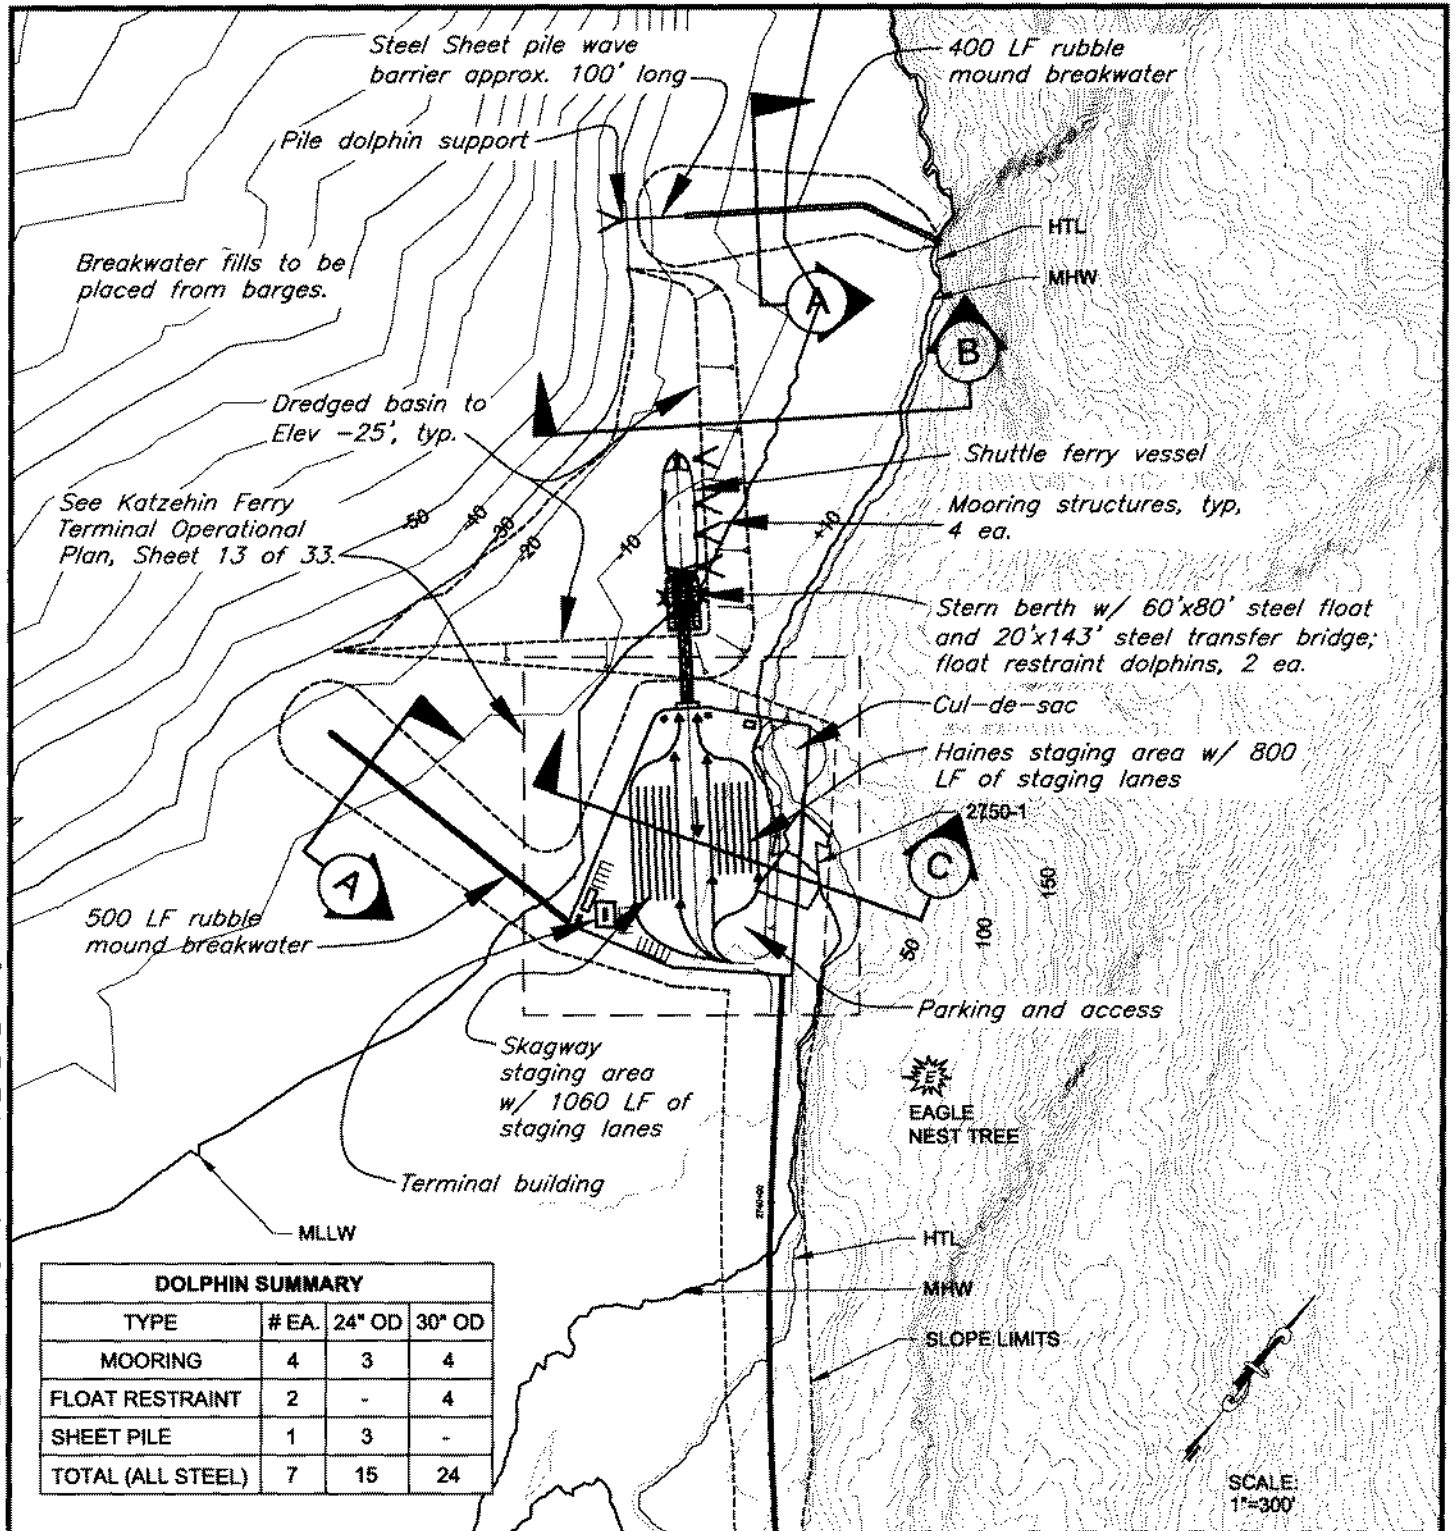 Steel Sheet pile wave
barrier approx. 100' long
400 LF rubble
mound breakwater
Pile dolphin support
A
HTL
MHW
Breakwater fills to be
placed from barges.
B
Dredged basin to
Elev -25', typ.
Shuttle ferry vessel
Mooring structures, typ,
4 ea.
See Katzehin Ferry
Terminal Operational
Plan, Sheet 13 of 33.
-50
-40
-30
-20
-10
+10
Stern berth w/ 60'x80' steel float
and 20'x143' steel transfer bridge;
float restraint dolphins, 2 ea.
Cul-de-sac
Haines staging area w/ 800
LF of staging lanes
2750-1
C
A
150
100
50
500 LF rubble
mound breakwater
Parking and access
Skagway
staging area
w/ 1060 LF of
staging lanes
E
EAGLE
NEST TREE
Terminal building
MLLW
HTL
MHW
SLOPE LIMITS
DOLPHIN SUMMARY
TYPE # EA. 24" OD 30" OD
MOORING 4 3 4
FLOAT RESTRAINT 2 - 4
SHEET PILE 1 3 -
TOTAL (ALL STEEL) 7 15 24
SCALE:
1"=300'